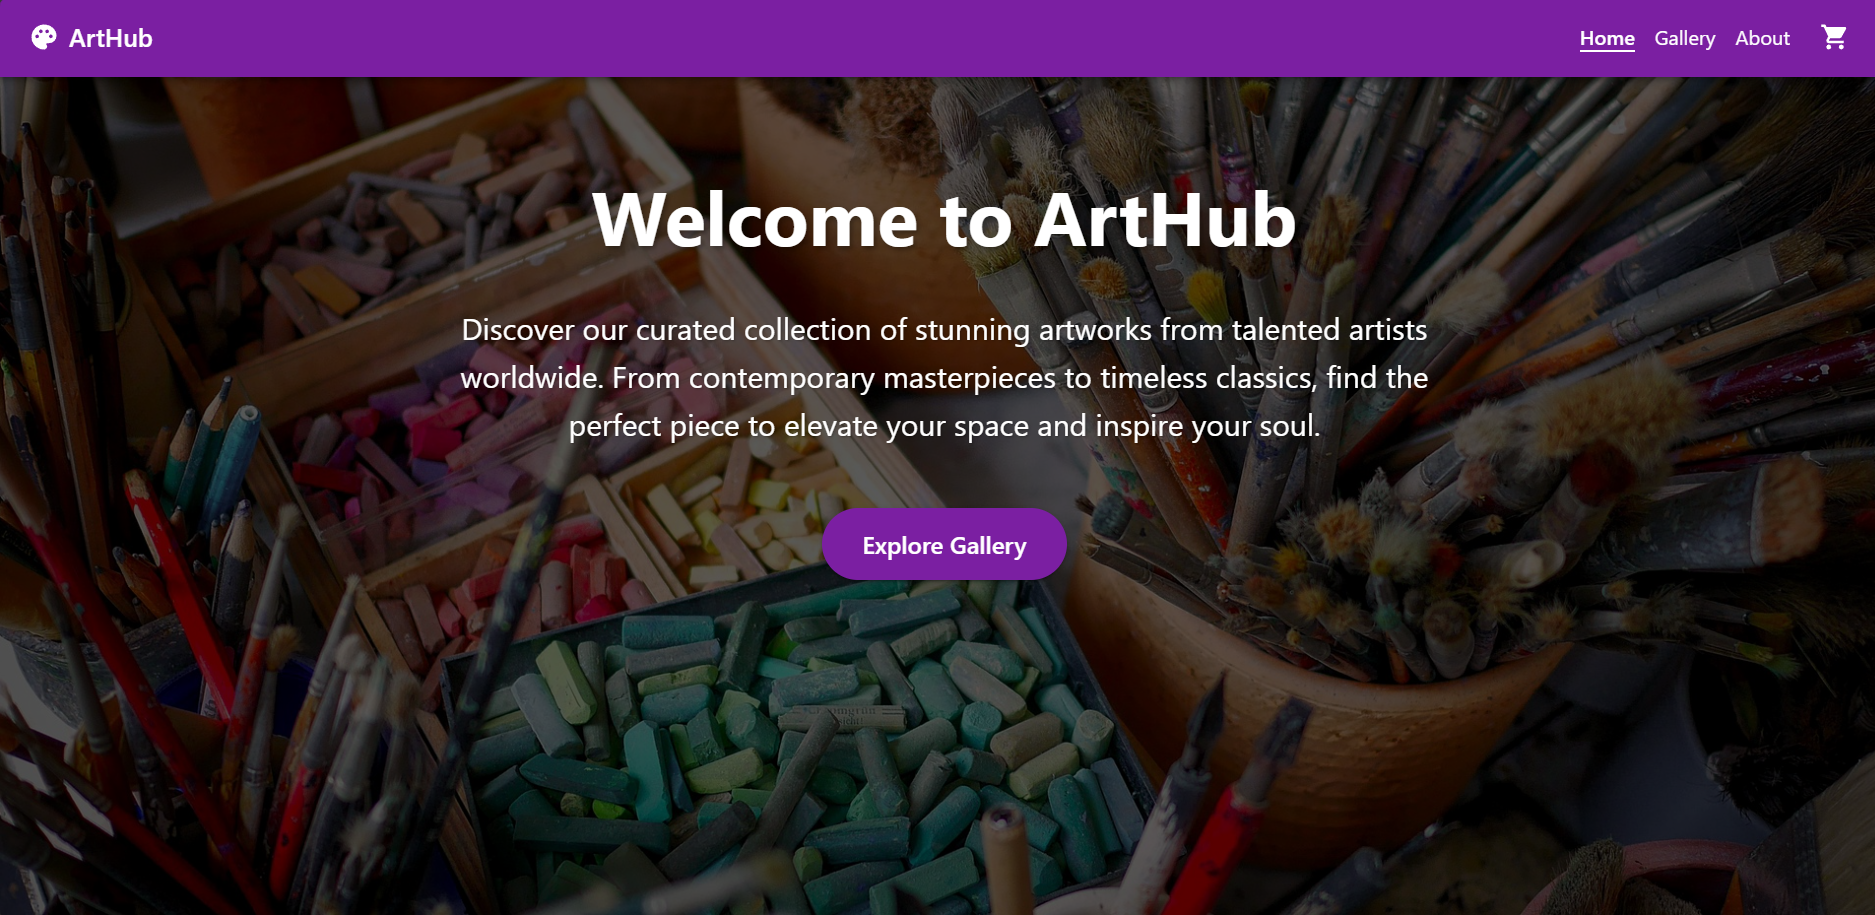 ArtHub
Home
Gallery
About
Welcome to ArtHub
Discover our curated collection of stunning artworks from talented artists
worldwide. From contemporary masterpieces to timeless classics, find the
perfect piece to elevate your space and inspire your soul.
Explore Gallery